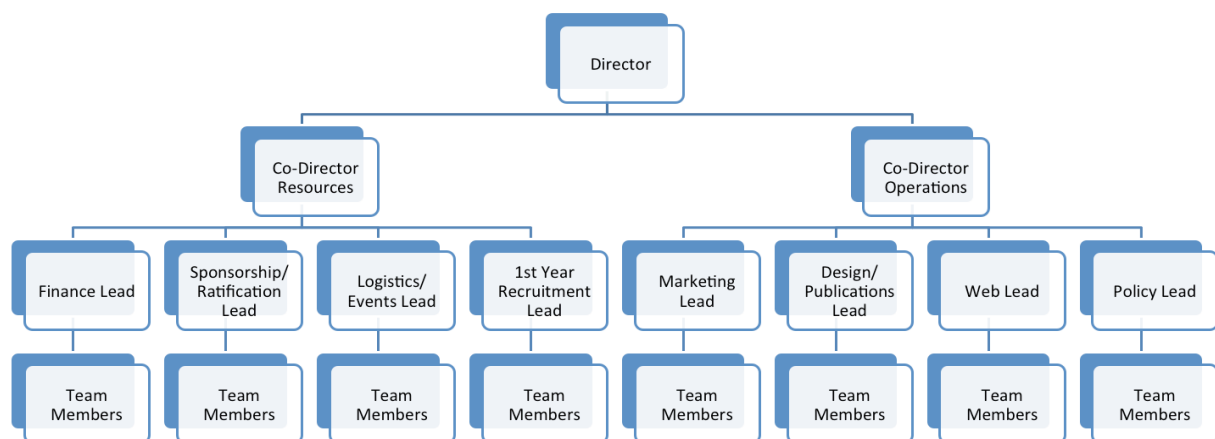 Director
Co-Director
Resources
Co-Director
Operations
Finance Lead
Sponsorship/
Ratification
Lead
Logistics/
Events Lead
1st Year
Recruitment
Lead
Marketing
Lead
Design/
Publications
Lead
Web Lead
Policy Lead
Team
Members
Team
Members
Team
Members
Team
Members
Team
Members
Team
Members
Team
Members
Team
Members